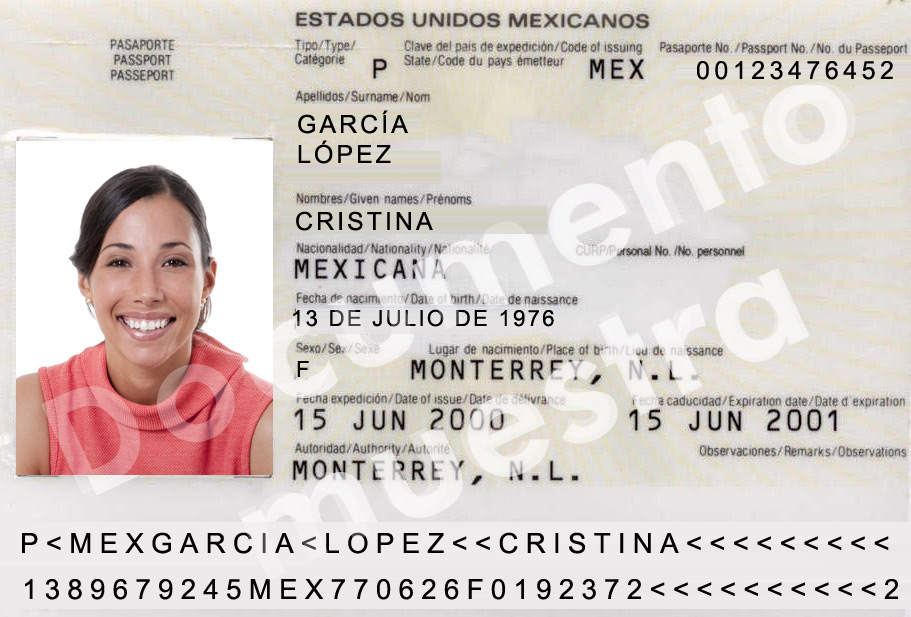 ESTADOS UNIDOS MEXICANOS
PASAPORTE
PASSPORT
PASSEPORT
Tipo/Type/
Catégorie
P
Clave del pais de expedición/Code of issuing
State/Code du pays émetteur
MEX
Pasaporte No./Passport No./No. du Passeport
00123476452
Apellidos/Surname/Nom
GARCÍA
LÓPEZ
Nombres/Given names/Prénoms
CRISTINA
Nacionalidad/Nationality/Nationalité
CURP/Personal No. /No. personnel
MEXICANA
Fecha de nacimiento/Date of birth/Date de naissance
13 DE JULIO DE 1976
Sexo/Sex/Sexe
Lugar de nacimiento/Place of birth/Lieu de naissance
F
MONTERREY, N.L.
Fecha expedición/Date of issue/Date de délivrance
Fecha caducidad/Expiration date/Date d'expiration
15 JUN 2000
15 JUN 2001
Autoridad/Authority/Autorité
Observaciones/Remarks/Observations
MONTERREY, N.L.
Documento
muestra
P<MEXGARCIA<LOPEZ<<CRISTINA<<<<<<<<<
1389679245MEX770626F0192372<<<<<<<<<<2